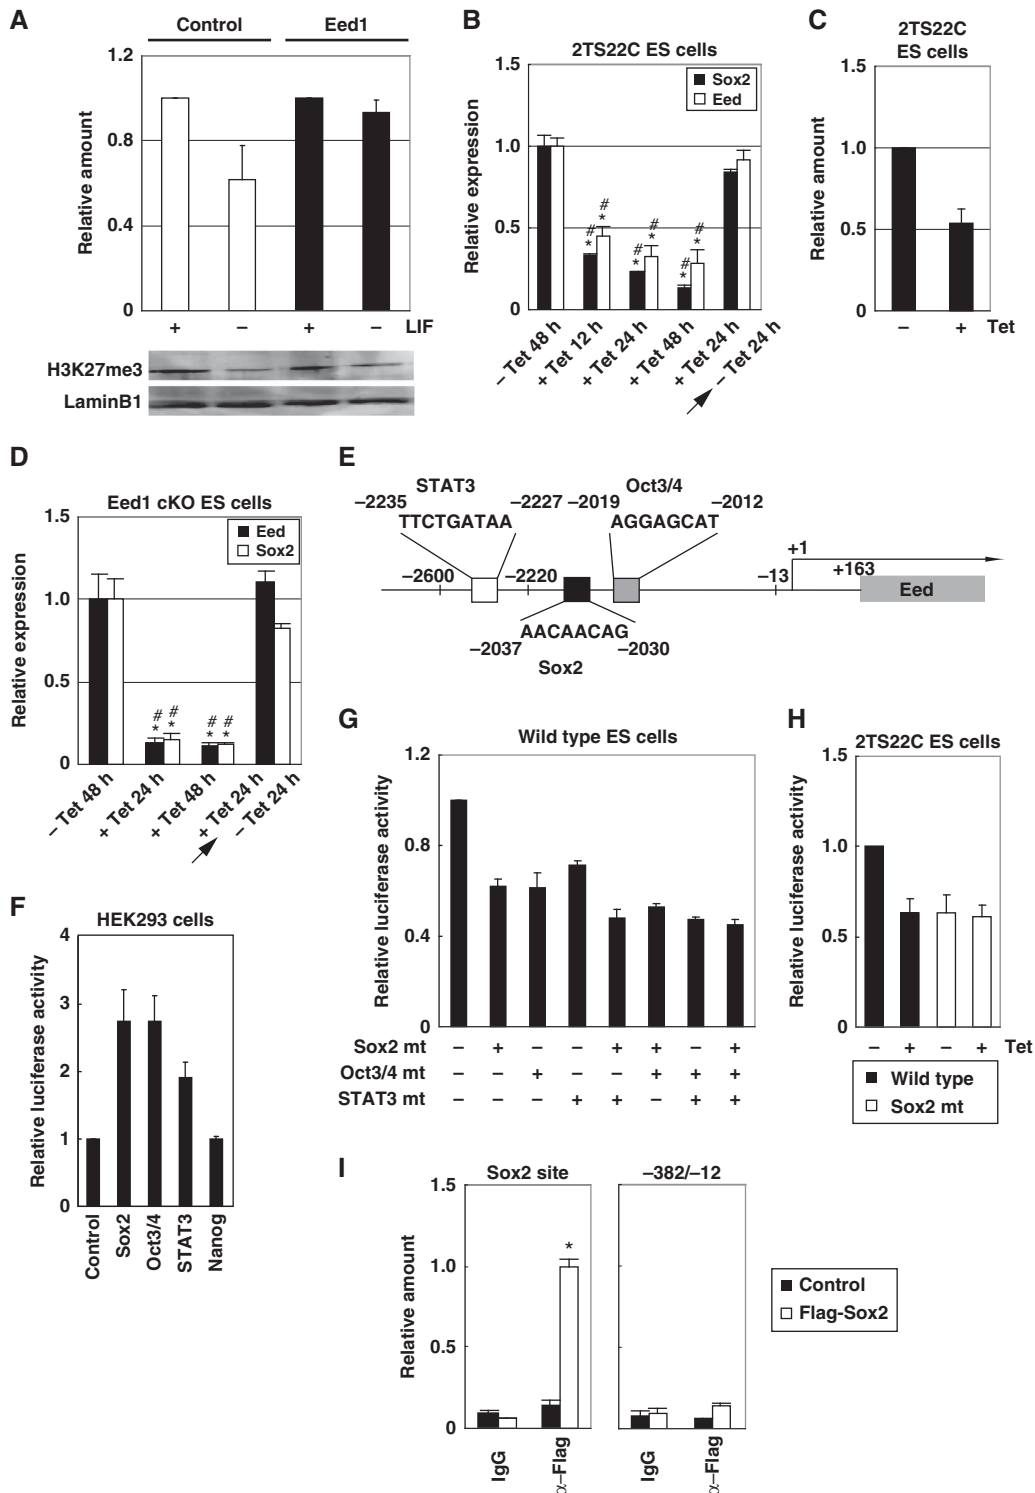 A
Control Eed1
1.2
0.8
0.4
0
Relative amount
+ – + – LIF
H3K27me3
LaminB1
B
2TS22C ES cells
Sox2
Eed
1.5
1.0
0.5
0
Relative expression
# * # * # * # * # * # *
– Tet 48 h
+ Tet 12 h
+ Tet 24 h
+ Tet 48 h
+ Tet 24 h
– Tet 24 h
C
2TS22C
ES cells
1.5
1.0
0.5
0
Relative amount
– + Tet
D
Eed1 cKO ES cells
Eed
Sox2
1.5
1.0
0.5
0
Relative expression
# # # #
* * * *
– Tet 48 h
+ Tet 24 h
+ Tet 48 h
+ Tet 24 h
– Tet 24 h
E
STAT3 Oct3/4
–2235 –2227 –2019 –2012
TTCTGATAA AGGAGCAT
+1
–2600 –2220 –13 +163
Eed
AACAACAG
–2037 –2030
Sox2
F
HEK293 cells
4
3
2
1
0
Relative luciferase activity
Control
Sox2
Oct3/4
STAT3
Nanog
G
Wild type ES cells
1.2
0.8
0.4
0
Relative luciferase activity
Sox2 mt – + – – + + – +
Oct3/4 mt – – + – – + + +
STAT3 mt – – – + + – + +
H
2TS22C ES cells
1.5
1.0
0.5
0
Relative luciferase activity
– + – + Tet
Wild type
Sox2 mt
I
Sox2 site –382/–12
1.5
1.0
0.5
0
Relative amount
*
IgG
α–Flag
IgG
α–Flag
Control
Flag-Sox2